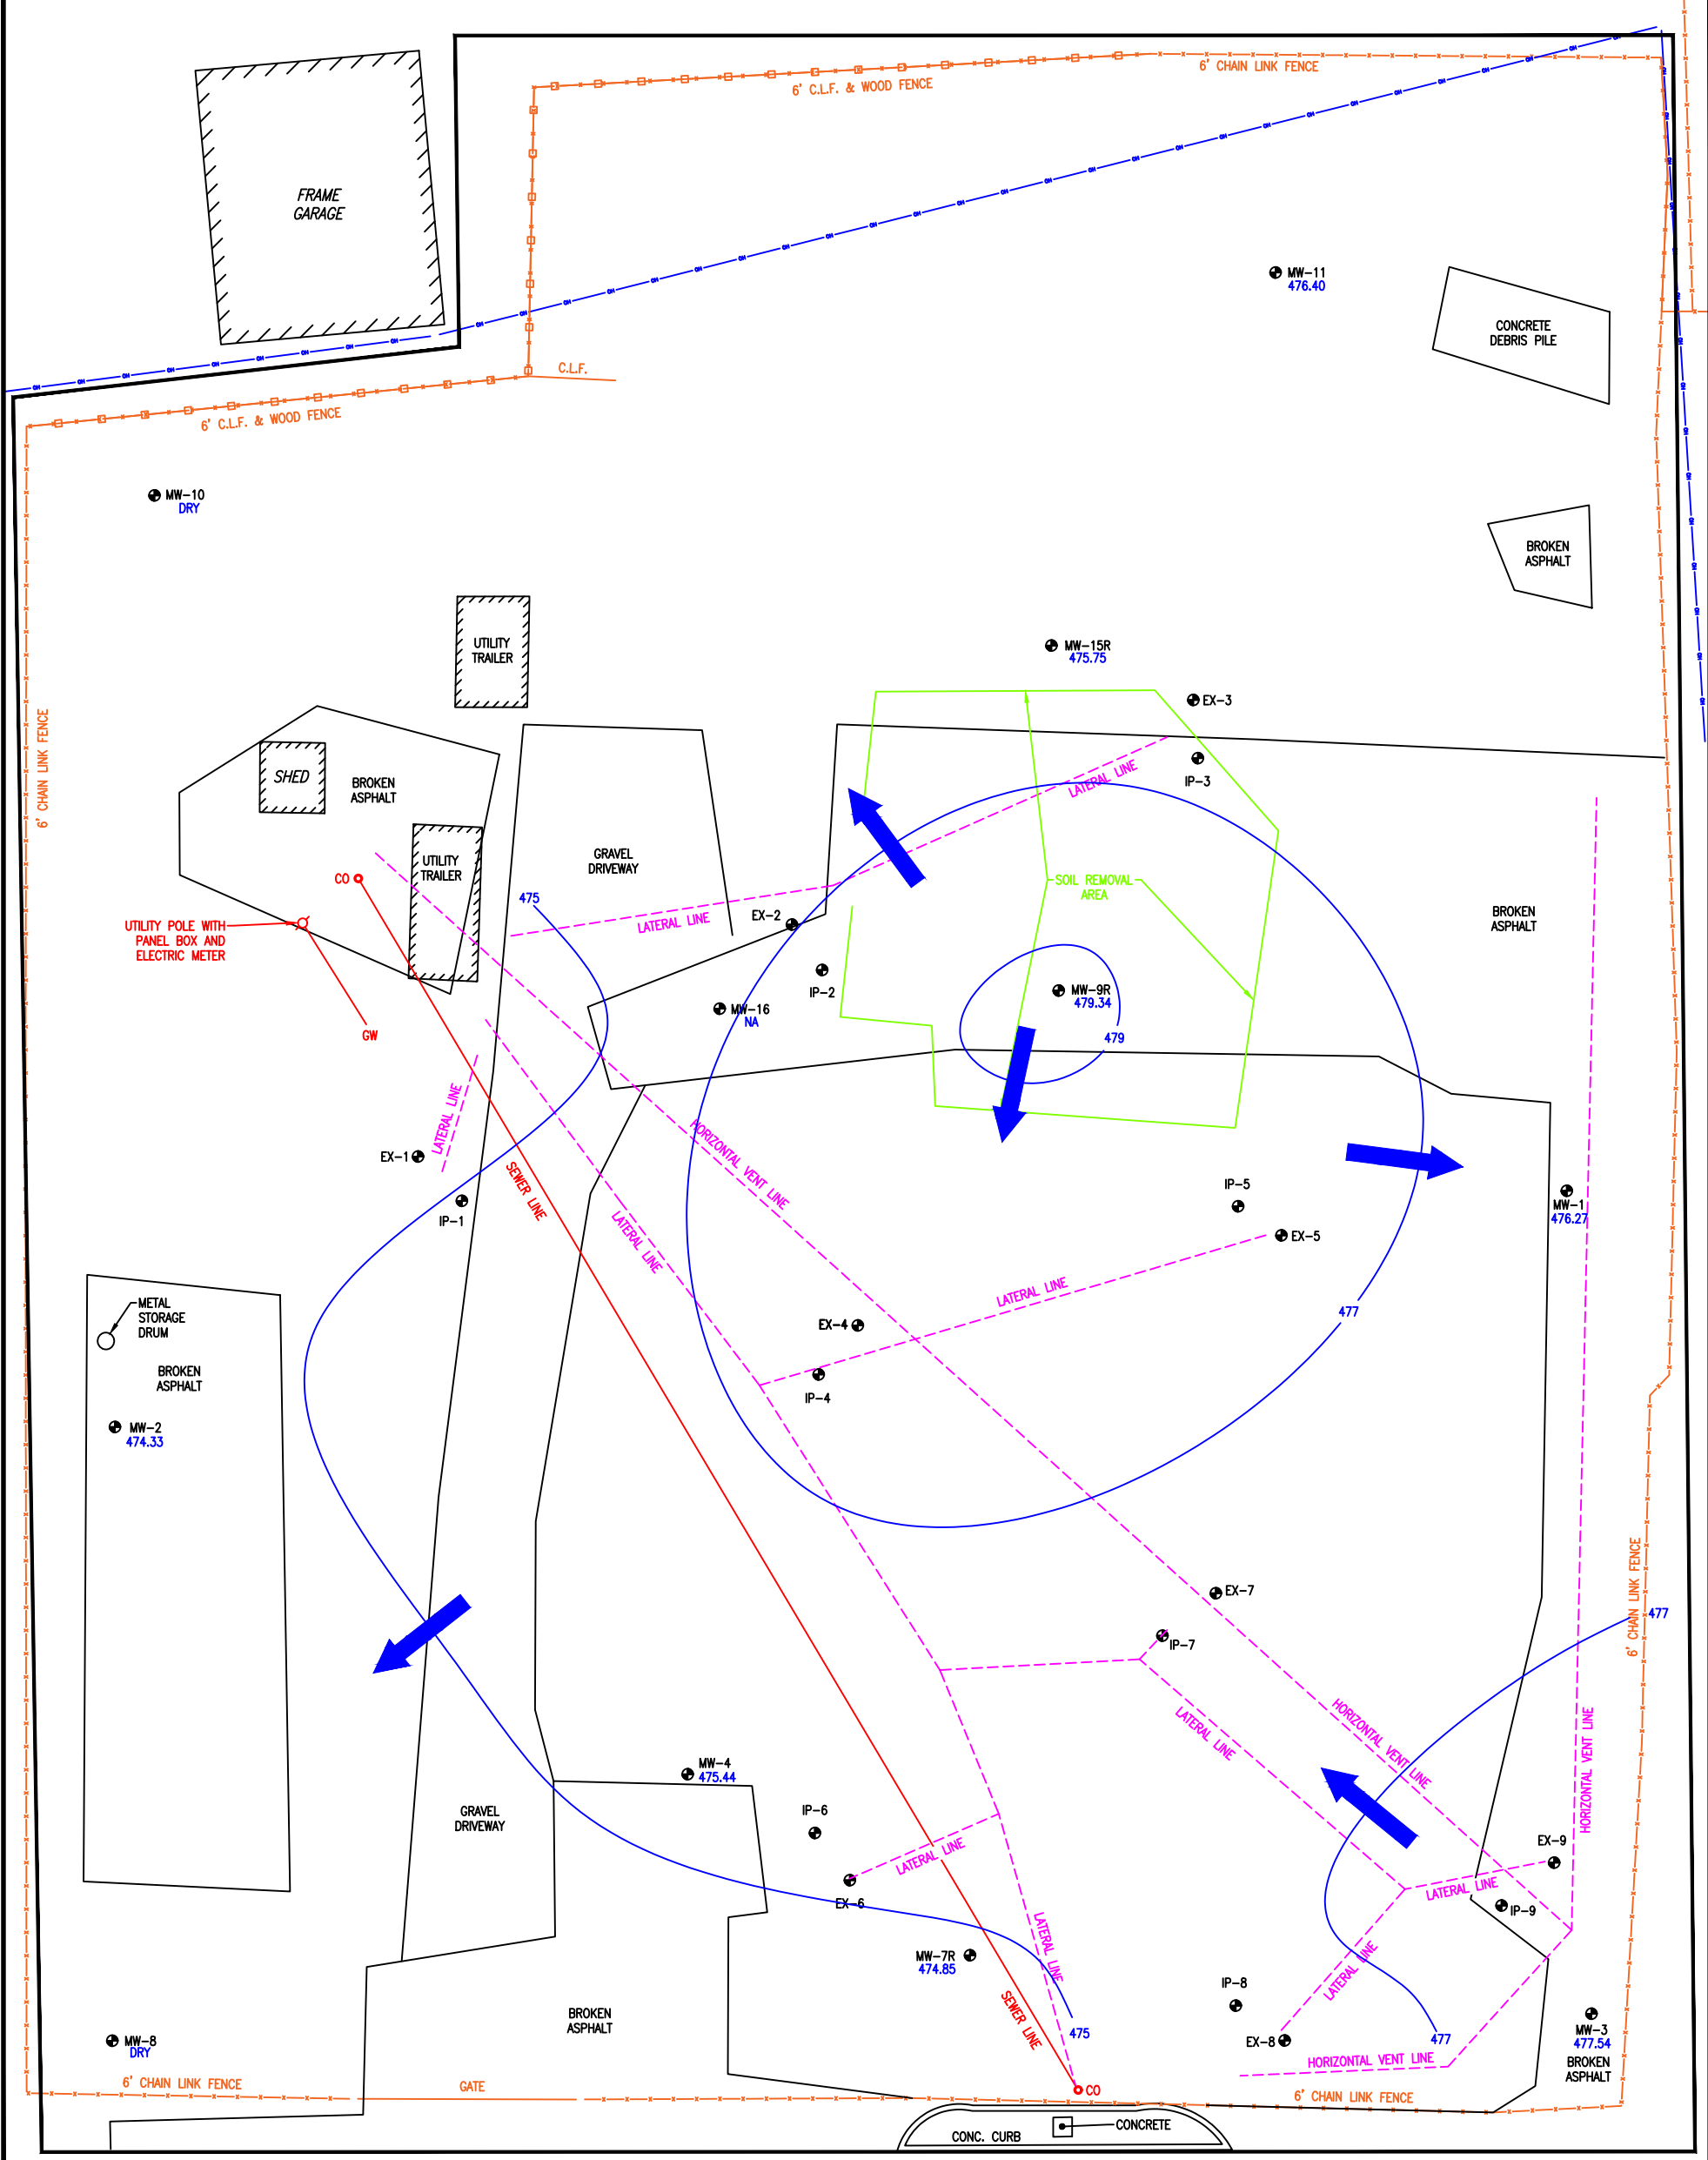 6' CHAIN LINK FENCE
6' C.L.F. & WOOD FENCE
FRAME
GARAGE
MW-11
476.40
CONCRETE
DEBRIS PILE
C.L.F.
6' C.L.F. & WOOD FENCE
MW-10
DRY
BROKEN
ASPHALT
UTILITY
TRAILER
MW-15R
475.75
EX-3
6' CHAIN LINK FENCE
SHED
BROKEN
ASPHALT
LATERAL LINE
IP-3
UTILITY
TRAILER
GRAVEL
DRIVEWAY
CO
SOIL REMOVAL
AREA
475
EX-2
LATERAL LINE
BROKEN
ASPHALT
UTILITY POLE WITH
PANEL BOX AND
ELECTRIC METER
IP-2
MW-9R
479.34
MW-16
NA
GW
479
LATERAL LINE
HORIZONTAL VENT LINE
EX-1
SEWER LINE
IP-1
LATERAL LINE
IP-5
MW-1
476.27
EX-5
METAL
STORAGE
DRUM
LATERAL LINE
477
EX-4
BROKEN
ASPHALT
IP-4
MW-2
474.33
EX-7
6' CHAIN LINK FENCE
477
IP-7
LATERAL LINE
HORIZONTAL VENT LINE
HORIZONTAL VENT LINE
MW-4
475.44
IP-6
GRAVEL
DRIVEWAY
LATERAL LINE
EX-9
EX-6
LATERAL LINE
IP-9
LATERAL LINE
MW-7R
474.85
LATERAL LINE
IP-8
SEWER LINE
BROKEN
ASPHALT
475
477
EX-8
MW-3
477.54
MW-8
DRY
HORIZONTAL VENT LINE
BROKEN
ASPHALT
6' CHAIN LINK FENCE
GATE
CO
6' CHAIN LINK FENCE
CONCRETE
CONC. CURB